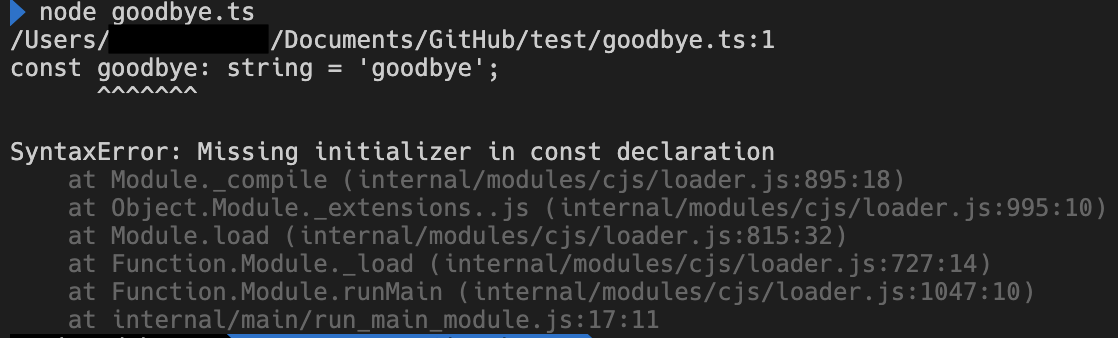 node goodbye.ts
/Users/ /Documents/GitHub/test/goodbye.ts:1
const goodbye: string = 'goodbye';
      ^^^^^^^

SyntaxError: Missing initializer in const declaration
    at Module._compile (internal/modules/cjs/loader.js:895:18)
    at Object.Module._extensions..js (internal/modules/cjs/loader.js:995:10)
    at Module.load (internal/modules/cjs/loader.js:815:32)
    at Function.Module._load (internal/modules/cjs/loader.js:727:14)
    at Function.Module.runMain (internal/modules/cjs/loader.js:1047:10)
    at internal/main/run_main_module.js:17:11